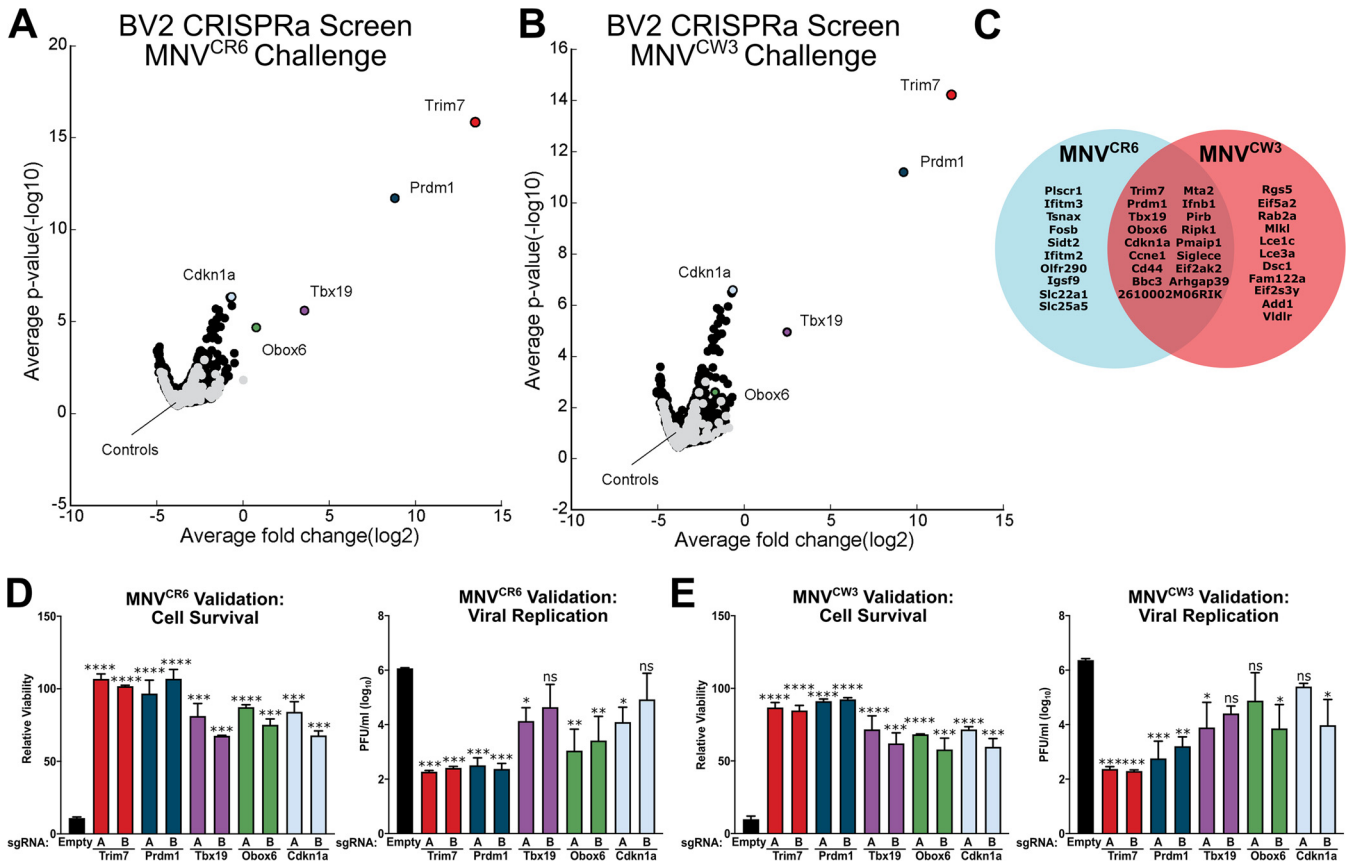 A
BV2 CRISPRa Screen
MNVCR6 Challenge
Average p-value(-log10)
20
15
10
5
0
-5
Trim7
Prdm1
Cdkn1a
Tbx19
Obox6
Controls
-10
-5
0
5
10
15
Average fold change(log2)
B
BV2 CRISPRa Screen
MNVCW3 Challenge
Average p-value(-log10)
16
14
12
10
8
6
4
2
0
-2
Trim7
Prdm1
Cdkn1a
Tbx19
Obox6
Controls
-10
-5
0
5
10
15
Average fold change(log2)
C
MNVCR6
Plscr1
Ifitm3
Tsnax
Fosb
Sidt2
Ifitm2
Olfr290
Igsf9
Slc22a1
Slc25a5
Trim7 Mta2
Prdm1 Ifnb1
Tbx19 Pirb
Obox6 Ripk1
Cdkn1a Pmaip1
Ccne1 Siglece
Cd44 Eif2ak2
Bbc3 Arhgap39
2610002M06RIK
MNVCW3
Rgs5
Eif5a2
Rab2a
Mlkl
Lce1c
Lce3a
Dsc1
Fam122a
Eif2s3y
Add1
Vldlr
D
MNVCR6 Validation:
Cell Survival
Relative Viability
150
100
50
0
**** **** **** **** *** *** **** *** *** ***
sgRNA: Empty A B A B A B A B A B
Trim7 Prdm1 Tbx19 Obox6 Cdkn1a
MNVCR6 Validation:
Viral Replication
PFU/ml (log10)
8
6
4
2
0
*** *** *** *** * ns ** ** * ns
Empty A B A B A B A B A B
Trim7 Prdm1 Tbx19 Obox6 Cdkn1a
E
MNVCW3 Validation:
Cell Survival
Relative Viability
150
100
50
0
**** **** **** **** **** *** **** *** **** ***
sgRNA: Empty A B A B A B A B A B
Trim7 Prdm1 Tbx19 Obox6 Cdkn1a
MNVCW3 Validation:
Viral Replication
PFU/ml (log10)
8
6
4
2
0
*** *** *** ** * ns ns * ns *
Empty A B A B A B A B A B
Trim7 Prdm1 Tbx19 Obox6 Cdkn1a